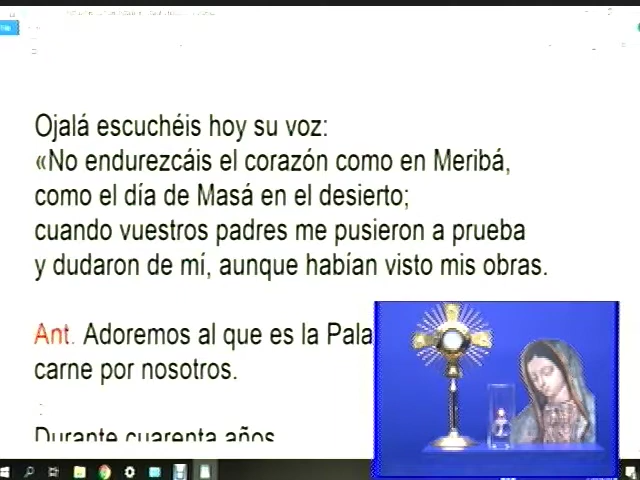 Ojalá escuchéis hoy su voz:
«No endurezcáis el corazón como en Meribá,
como el día de Masá en el desierto;
cuando vuestros padres me pusieron a prueba
y dudaron de mí, aunque habían visto mis obras.
Ant. Adoremos al que es la Pala
carne por nosotros.
Durante cuarenta años